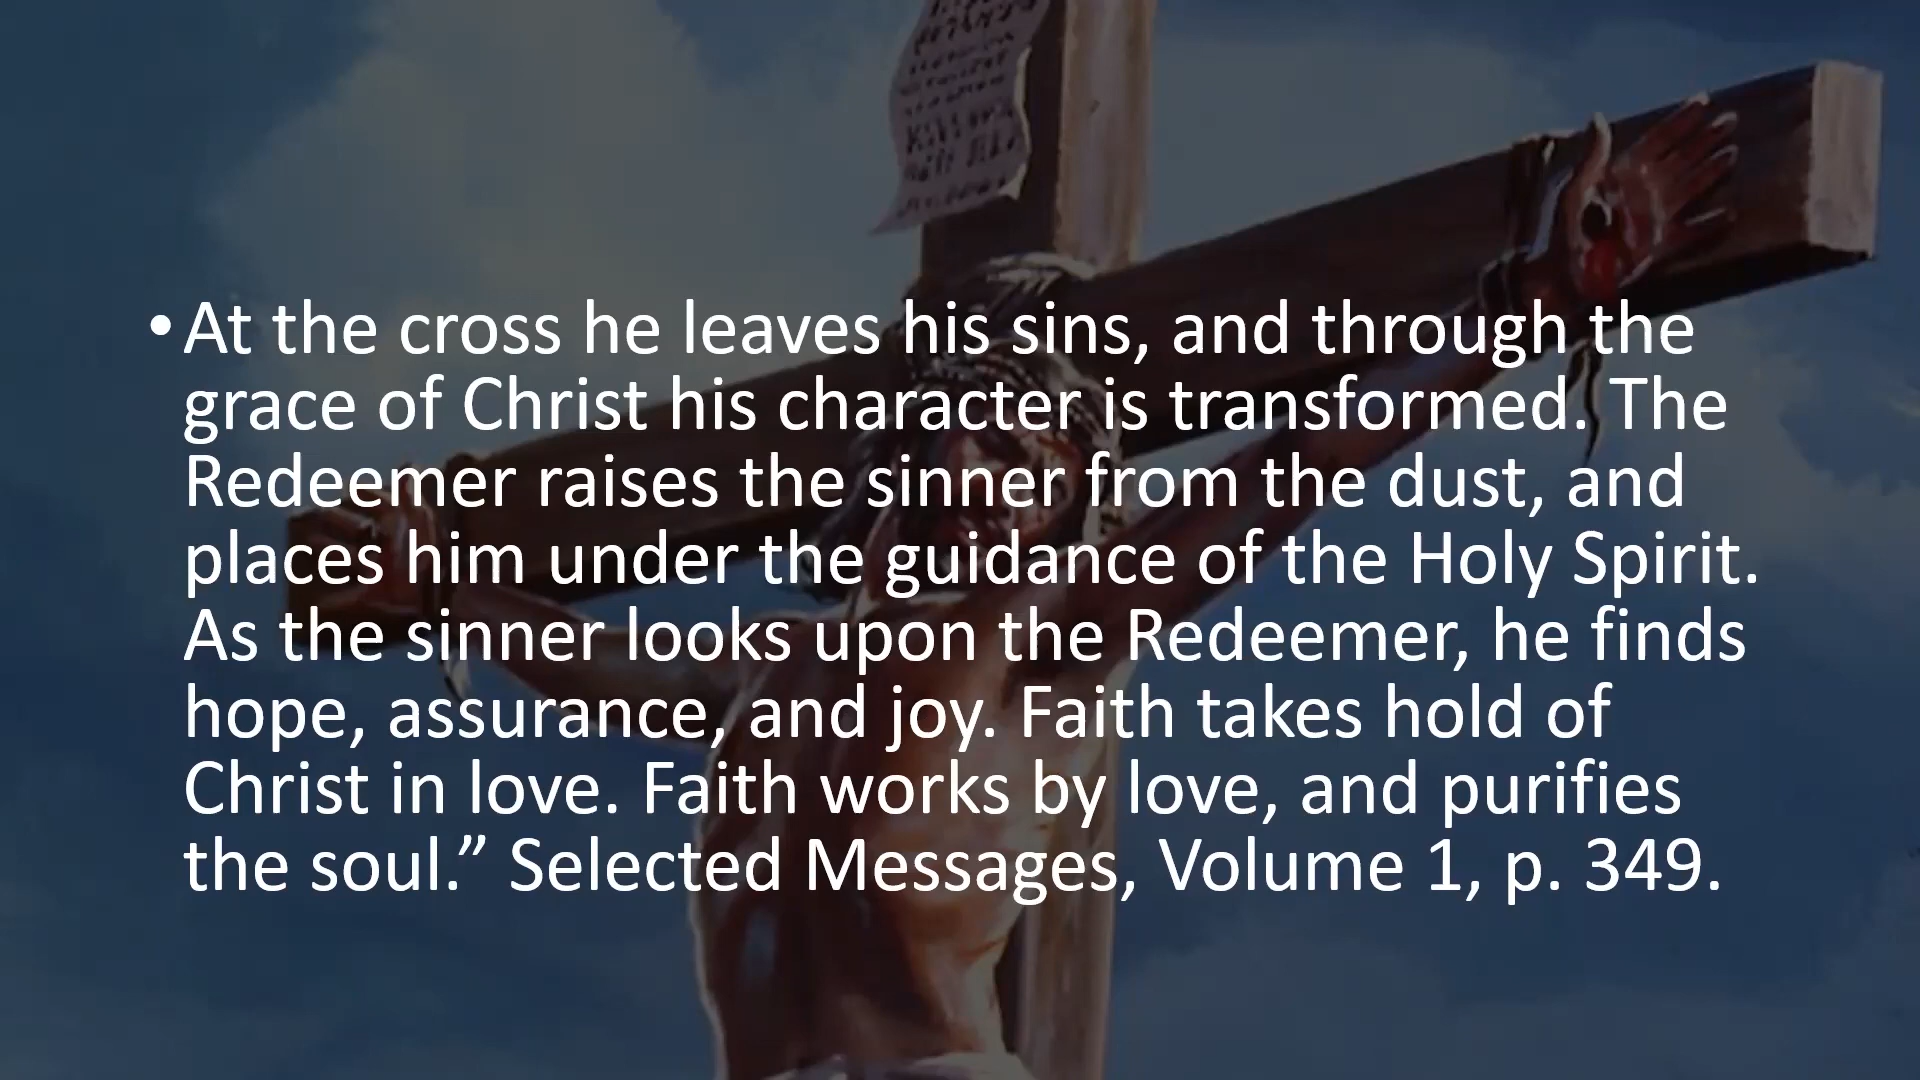 • At the cross he leaves his sins, and through the
grace of Christ his character is transformed. The
Redeemer raises the sinner from the dust, and
places him under the guidance of the Holy Spirit.
As the sinner looks upon the Redeemer, he finds
hope, assurance, and joy. Faith takes hold of
Christ in love. Faith works by love, and purifies
the soul.” Selected Messages, Volume 1, p. 349.